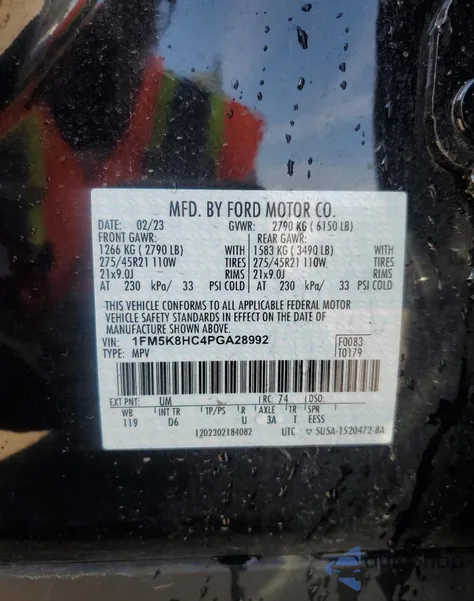 MFD. BY FORD MOTOR CO.
DATE: 02/23 GVWR: 2790 KG ( 6150 LB)
FRONT GAWR: REAR GAWR:
1266 KG ( 2790 LB) WITH 1583 KG ( 3490 LB) WITH
275/45R21 110W TIRES 275/45R21 110W TIRES
21x9.0J RIMS 21x9.0J RIMS
AT 230 kPa/ 33 PSI COLD AT 230 kPa/ 33 PSI COLD
THIS VEHICLE CONFORMS TO ALL APPLICABLE FEDERAL MOTOR
VEHICLE SAFETY STANDARDS IN EFFECT ON THE DATE OF
MANUFACTURE SHOWN ABOVE.
VIN: 1FM5K8HC4PGA28992 F0083
TYPE: MPV T0179
EXT PNT: UM RC: 74 DSO:
WB INT TR TP/PS R AXLE TR SPR
119 D6 U 3A T EESS
1202302184082 UTC ▽ 5USA-1520472-BA